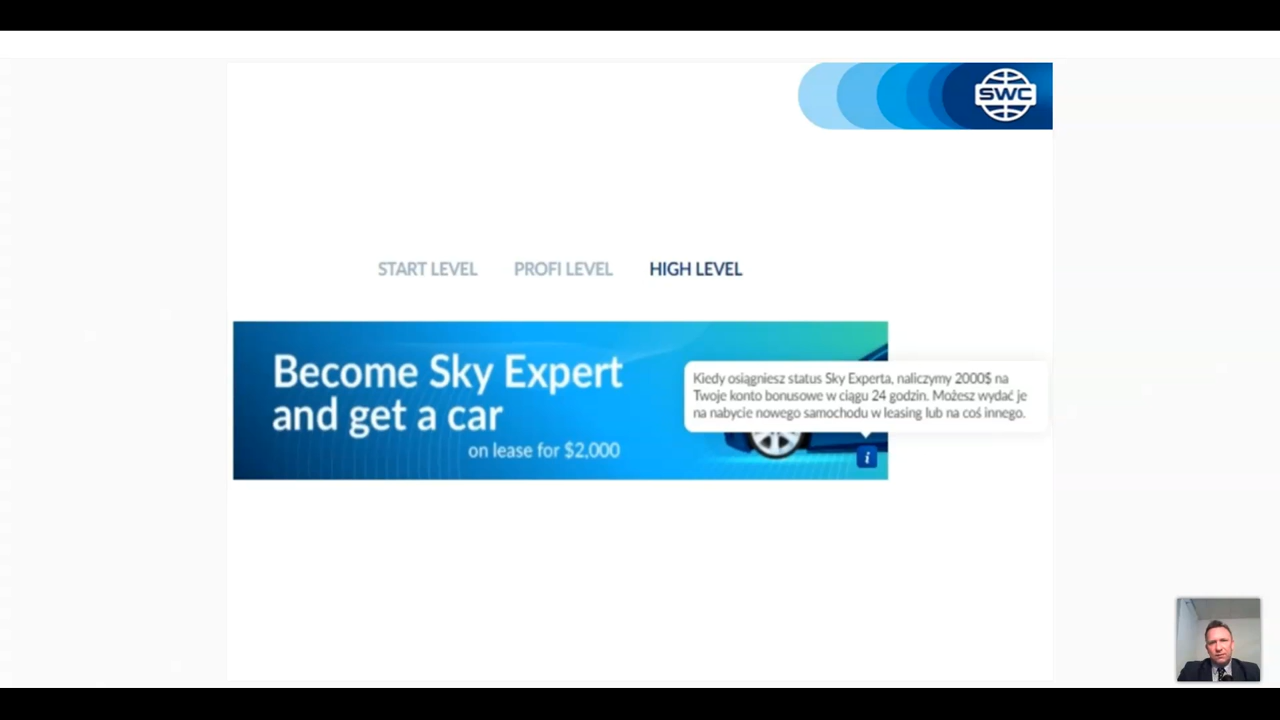 SWC
START LEVEL PROFI LEVEL HIGH LEVEL
Become Sky Expert
and get a car
on lease for $2,000
Kiedy osiągniesz status Sky Experta, naliczymy 2000$ na
Twoje konto bonusowe w ciągu 24 godzin. Możesz wydać je
na nabycie nowego samochodu w leasing lub na coś innego.
i